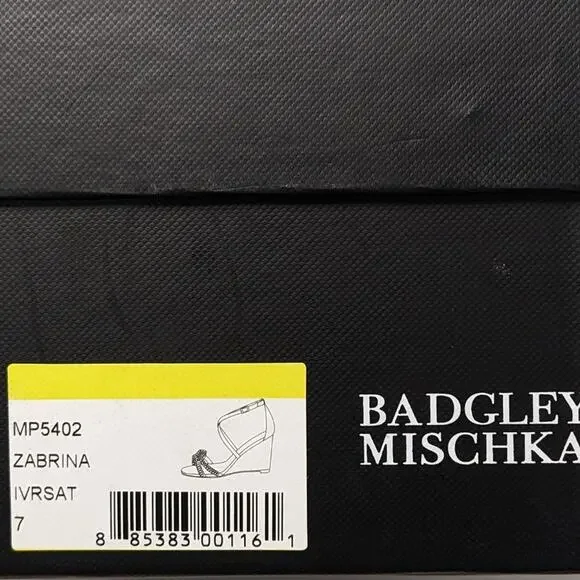 MP5402
ZABRINA
IVRSAT
7
8 85383 00116 1
BADGLEY
MISCHKA